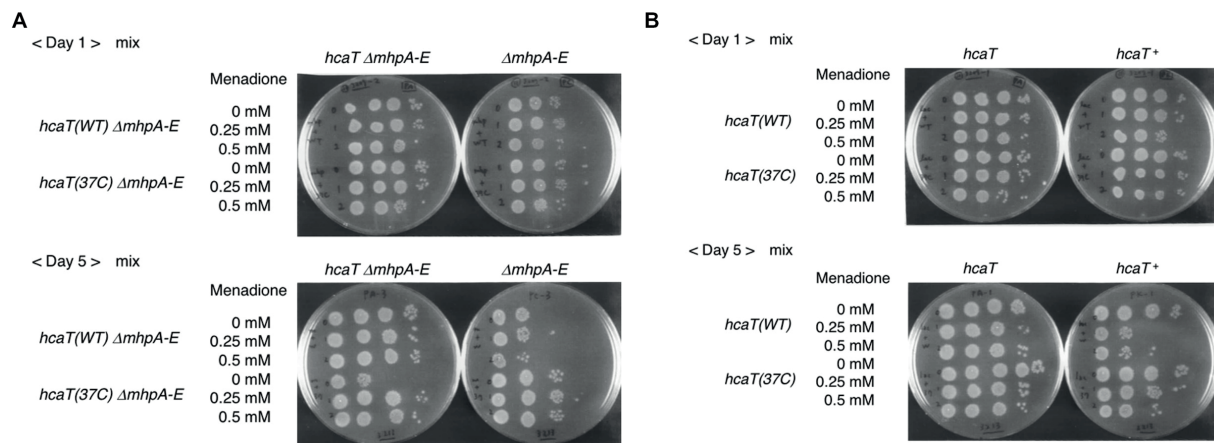 A
< Day 1 > mix
hcaT ΔmhpA-E ΔmhpA-E
Menadione
0 mM
hcaT(WT) ΔmhpA-E 0.25 mM
0.5 mM
0 mM
hcaT(37C) ΔmhpA-E 0.25 mM
0.5 mM
< Day 5 > mix
hcaT ΔmhpA-E ΔmhpA-E
Menadione
0 mM
hcaT(WT) ΔmhpA-E 0.25 mM
0.5 mM
0 mM
hcaT(37C) ΔmhpA-E 0.25 mM
0.5 mM
B
< Day 1 > mix
hcaT hcaT+
Menadione
0 mM
hcaT(WT) 0.25 mM
0.5 mM
0 mM
hcaT(37C) 0.25 mM
0.5 mM
< Day 5 > mix
hcaT hcaT+
Menadione
0 mM
hcaT(WT) 0.25 mM
0.5 mM
0 mM
hcaT(37C) 0.25 mM
0.5 mM